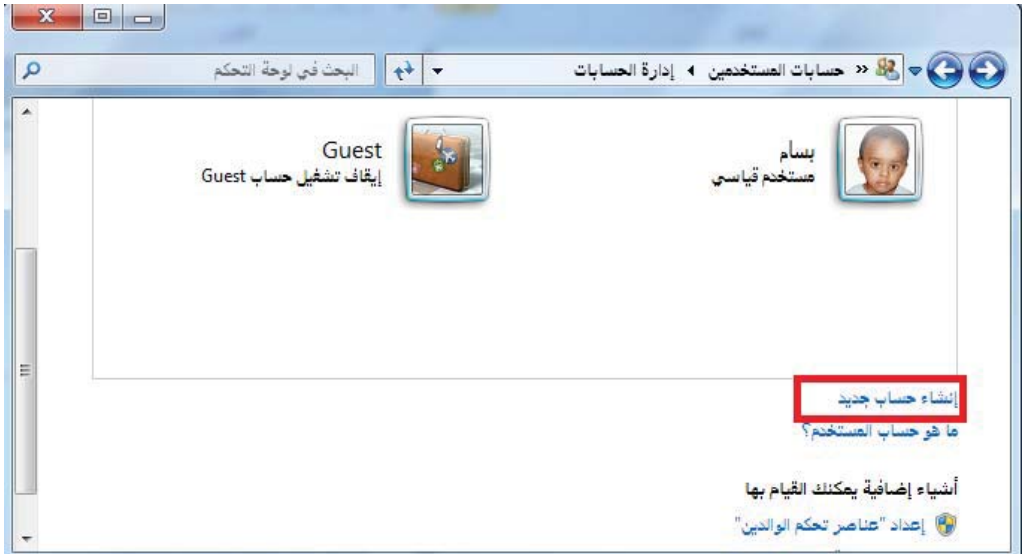 حسابات المستخدمين ‹ إدارة الحسابات
البحث في لوحة التحكم
بسام
مستخدم قياسي
Guest
إيقاف تشغيل حساب Guest
إنشاء حساب جديد
ما هو حساب المستخدم؟
أشياء إضافية يمكنك القيام بها
إعداد "عناصر تحكم الوالدين"